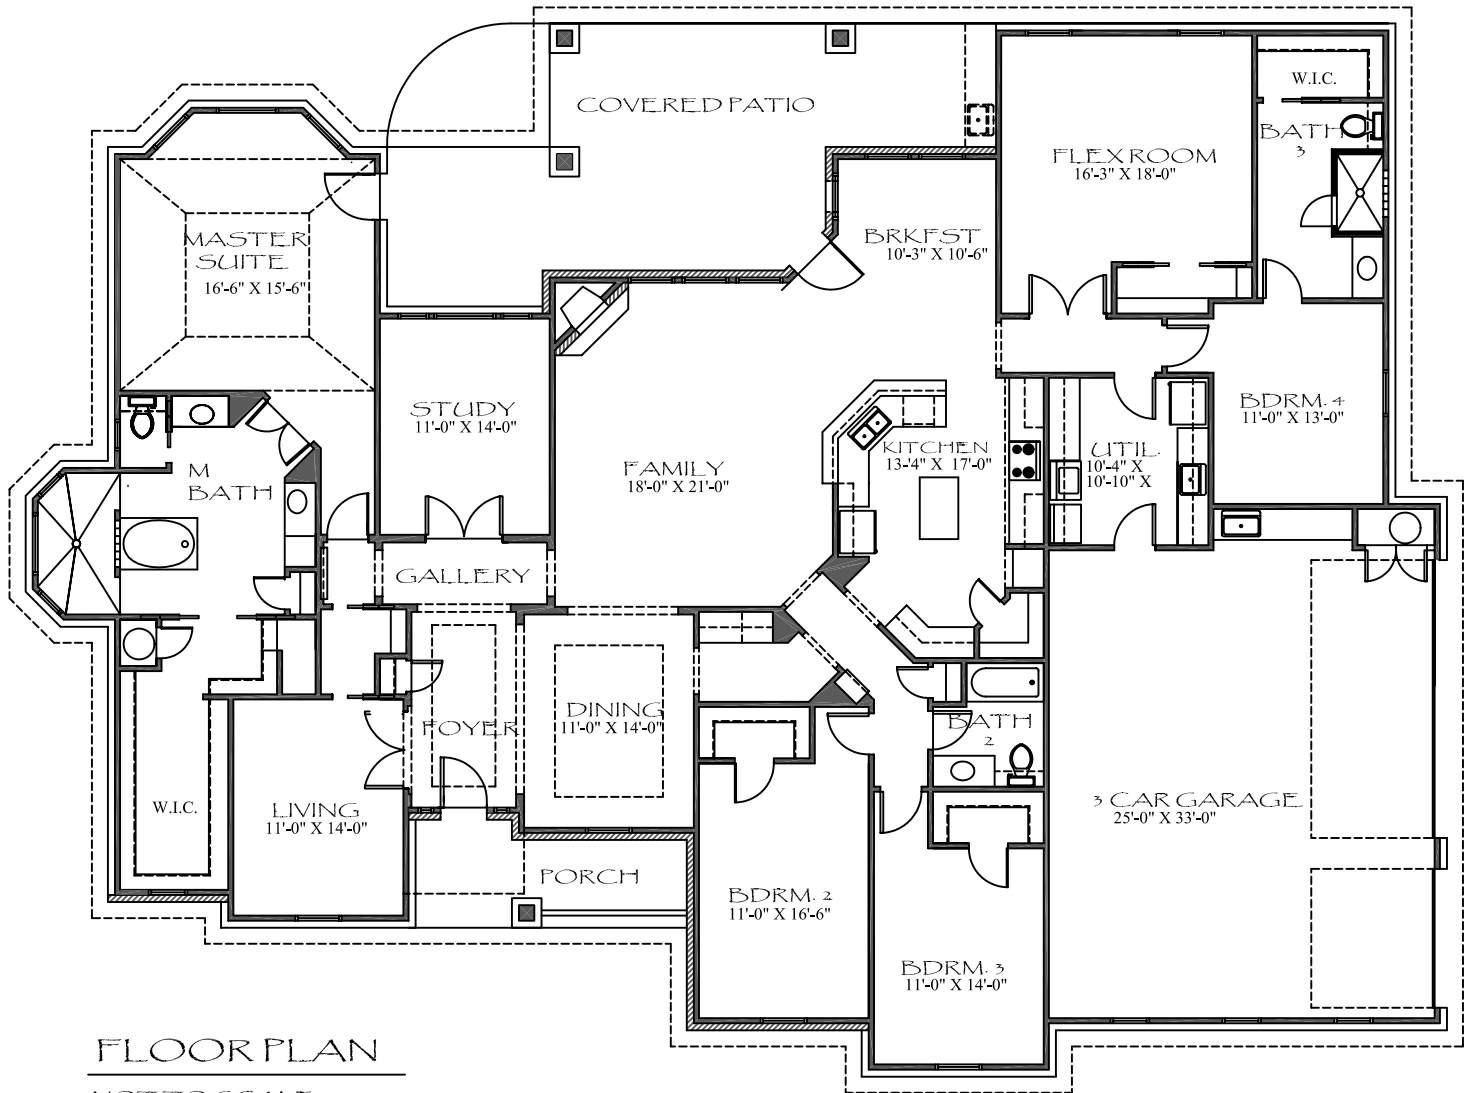 COVERED PATIO
W.I.C.
BATH
3
FLEX ROOM
16'-3" X 18'-0"
MASTER
SUITE
16'-6" X 15'-6"
BRKFST
10'-3" X 10'-6"
STUDY
11'-0" X 14'-0"
BDRM. 4
11'-0" X 13'-0"
FAMILY
18'-0" X 21'-0"
KITCHEN
13'-4" X 17'-0"
UTIL.
10'-4" X
10'-10" X
M
BATH
GALLERY
FOYER
DINING
11'-0" X 14'-0"
BATH
2
W.I.C.
LIVING
11'-0" X 14'-0"
3 CAR GARAGE
25'-0" X 33'-0"
PORCH
BDRM. 2
11'-0" X 16'-6"
BDRM. 3
11'-0" X 14'-0"
FLOOR PLAN
NOT TO SCALE